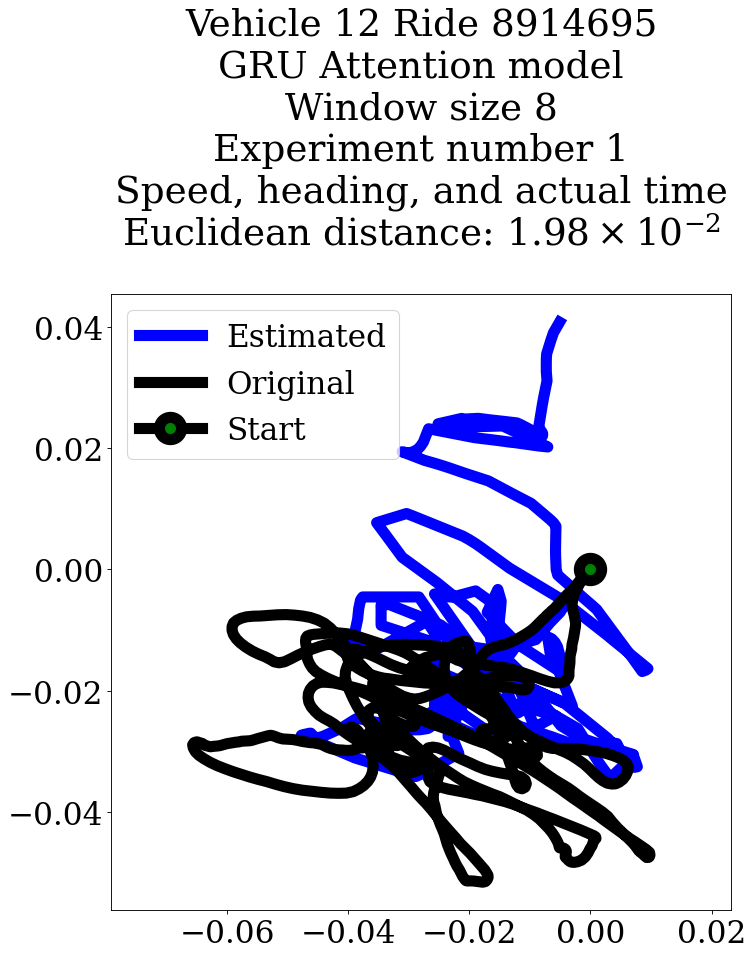 Vehicle 12 Ride 8914695
GRU Attention model
Window size 8
Experiment number 1
Speed, heading, and actual time
Euclidean distance: 1.98 × 10⁻²
Estimated
Original
Start
0.04
0.02
0.00
−0.02
−0.04
−0.06 −0.04 −0.02 0.00 0.02